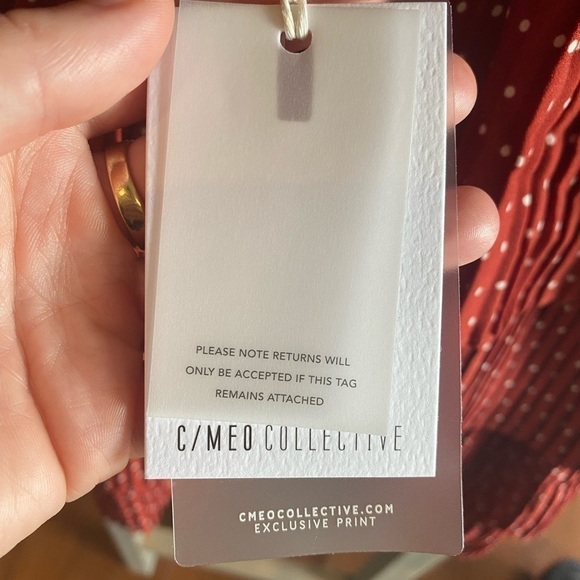 PLEASE NOTE RETURNS WILL
ONLY BE ACCEPTED IF THIS TAG
REMAINS ATTACHED
C/MEO COLLECTIVE
CMEOCOLLECTIVE.COM
EXCLUSIVE PRINT